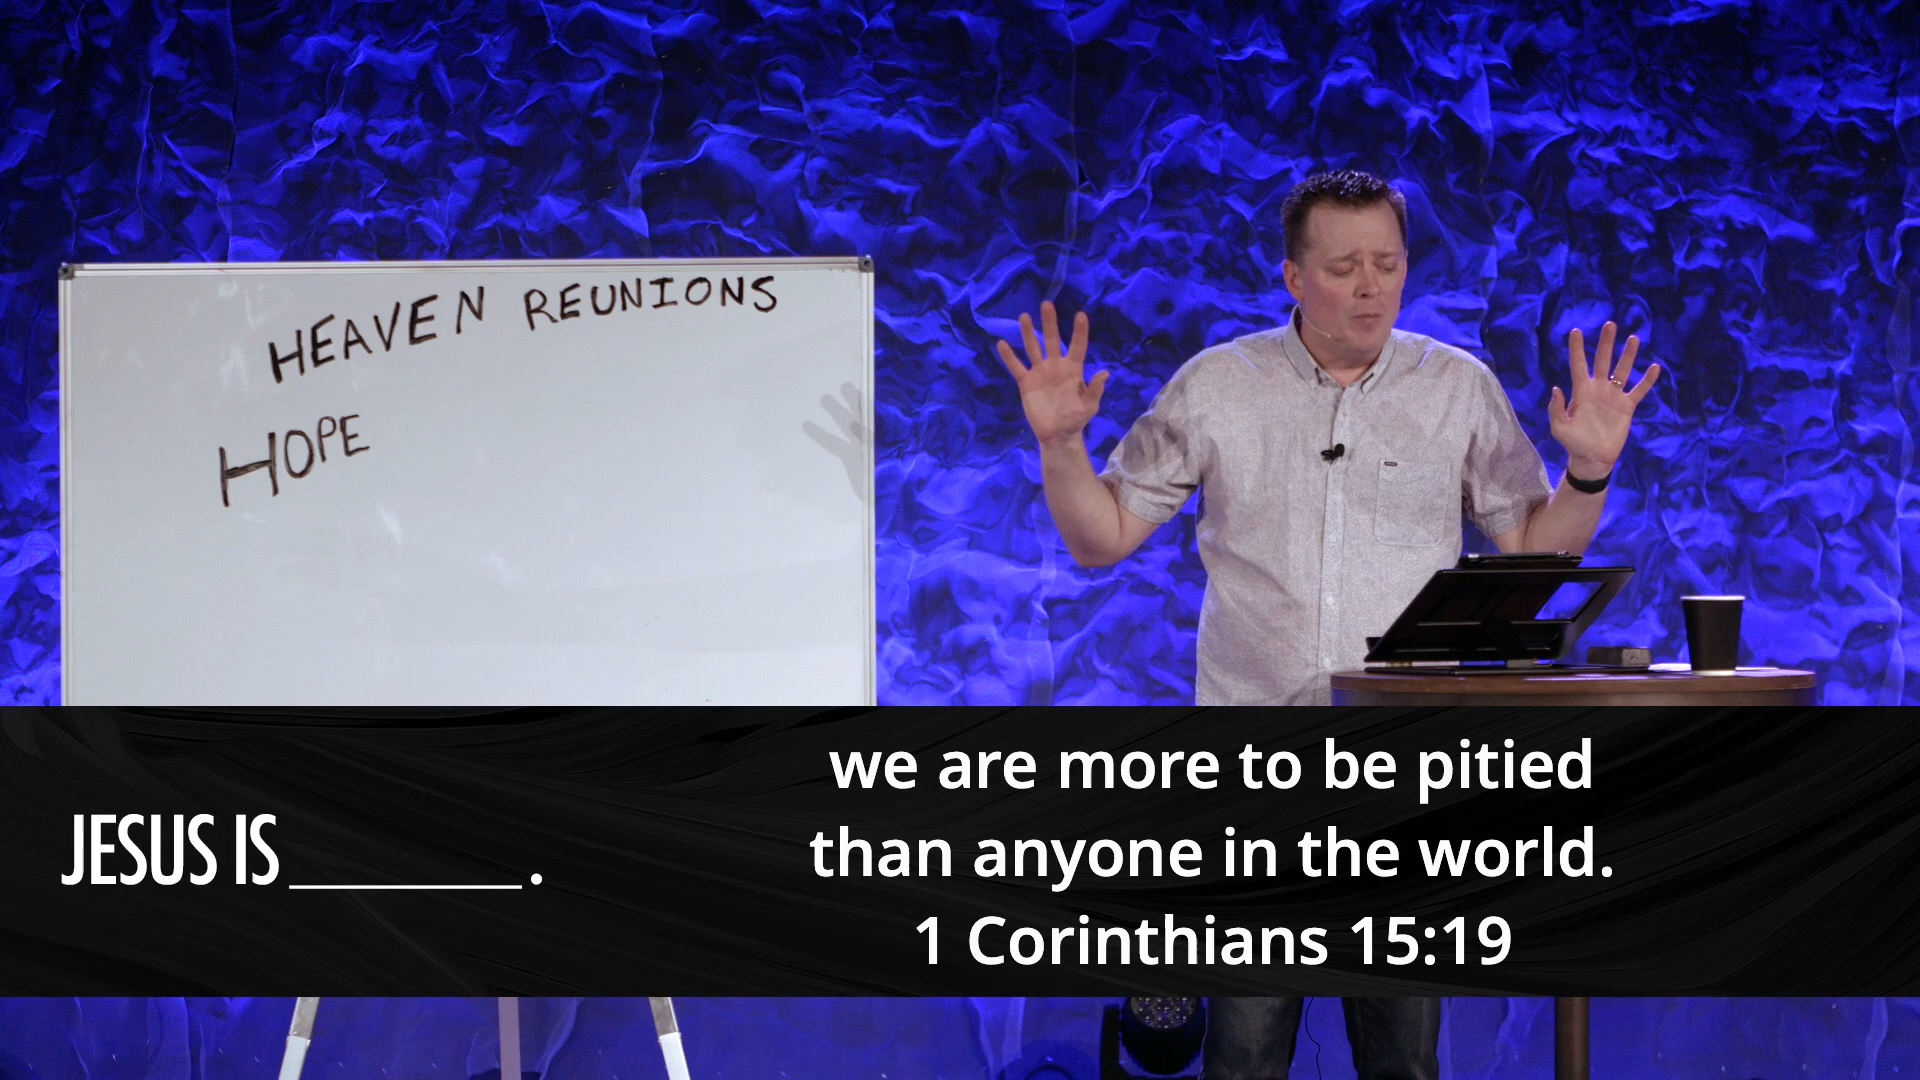 HEAVEN REUNIONS
HOPE
JESUS IS ________.
we are more to be pitied
than anyone in the world.
1 Corinthians 15:19